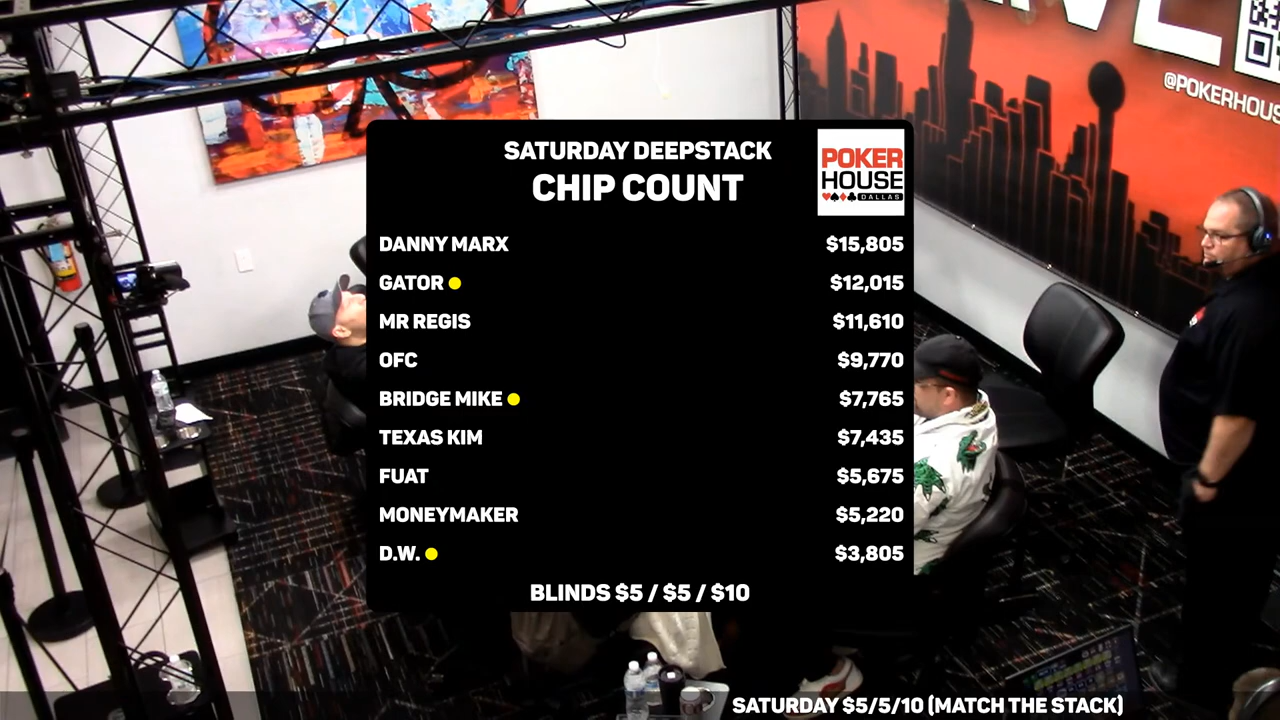 @POKERHOUS
SATURDAY DEEPSTACK
CHIP COUNT
POKER
HOUSE
DALLAS
DANNY MARX $15,805
GATOR $12,015
MR REGIS $11,610
OFC $9,770
BRIDGE MIKE $7,765
TEXAS KIM $7,435
FUAT $5,675
MONEYMAKER $5,220
D.W. $3,805
BLINDS $5 / $5 / $10
SATURDAY $5/5/10 (MATCH THE STACK)